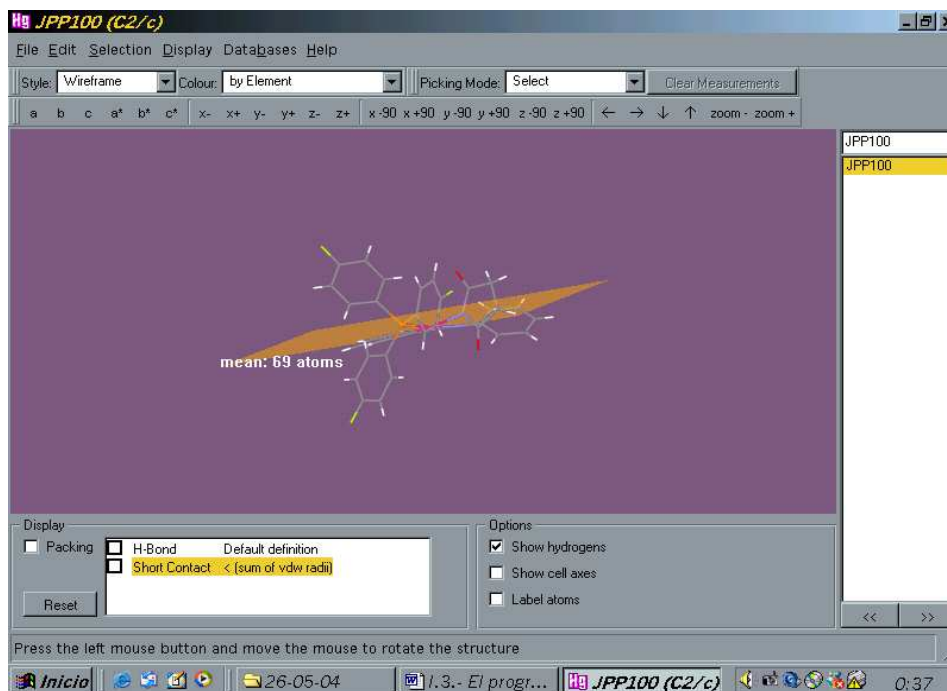 Hg JPP100 (C2/c)
File Edit Selection Display Databases Help
Style: Wireframe Colour: by Element Picking Mode: Select Clear Measurements
a b c a* b* c* x- x+ y- y+ z- z+ x -90 x +90 y -90 y +90 z -90 z +90 ← → ↓ ↑ zoom - zoom +
JPP100
JPP100
mean: 69 atoms
Display
Packing
H-Bond Default definition
Short Contact < (sum of vdw radii)
Reset
Options
Show hydrogens
Show cell axes
Label atoms
<< >>
Press the left mouse button and move the mouse to rotate the structure
Inicio 26-05-04 I.3.- El progr... Hg JPP100 (C2/c) 0:37